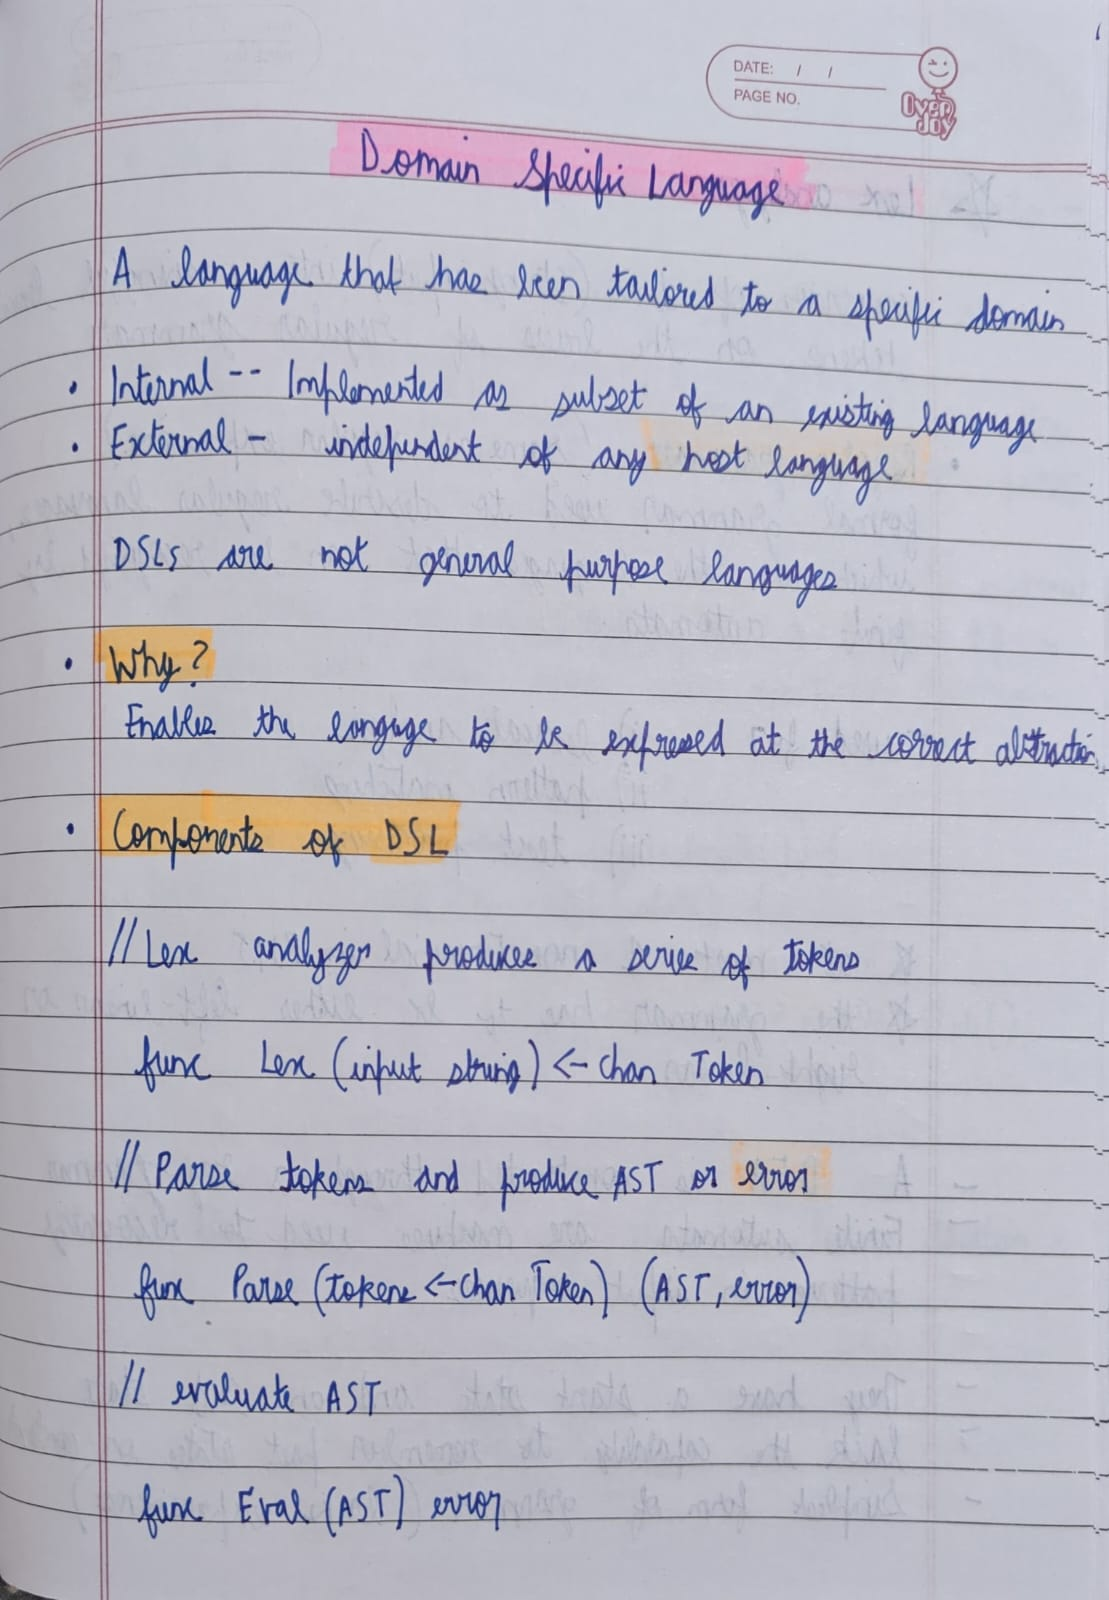 DATE: / /
PAGE NO.
Over Joy
Domain Specific Language
A language that has been tailored to a specific domain
• Internal -- Implemented as subset of an existing language
• External - independent of any host language
DSLs are not general purpose languages
• Why?
Enables the longage to be expressed at the correct abstraction
• Components of DSL
// Lex analyzer produces a series of tokens
func Lex (input string) <- chan Token
// Parse tokens and produce AST or error
func Parse (tokens <- chan Token) (AST, error)
// evaluate AST
func Eval (AST) error